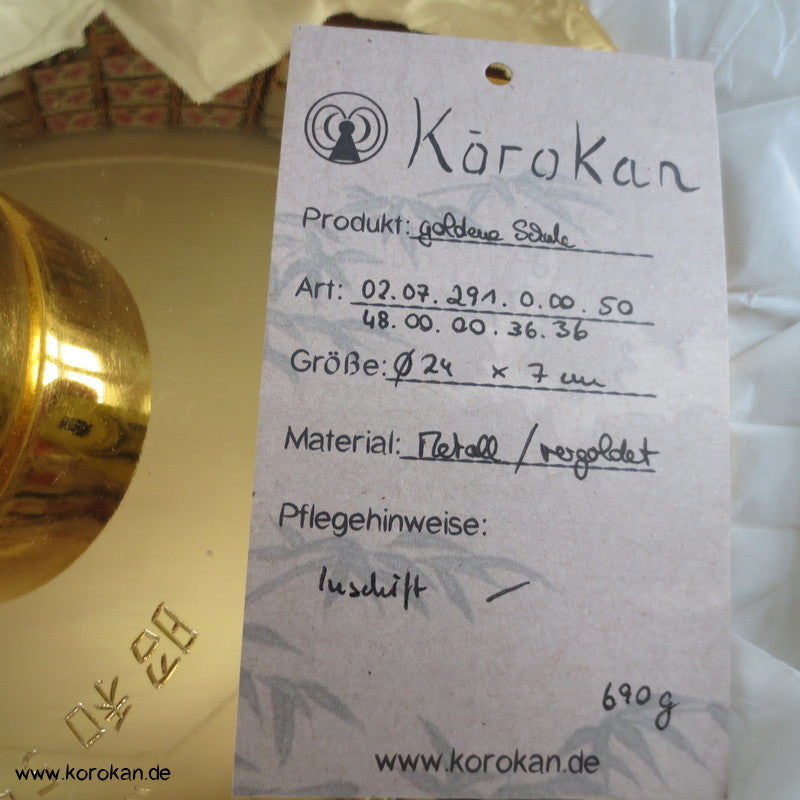 Kōrokan
Produkt: goldene Schale
Art: 02.07.291.0.00.50
48.00.00.36.36
Größe: Ø 24 x 7 cm
Material: Metall / vergoldet
Pflegehinweise:
Inschrift —
690 g
www.korokan.de
www.korokan.de